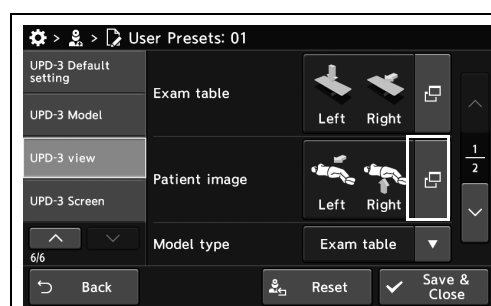 > > User Presets: 01
UPD-3 Default
setting
UPD-3 Model
UPD-3 view
UPD-3 Screen
6/6
Exam table
Left Right
Patient image
Left Right
Model type
Exam table
1
2
Back
Reset
Save &
Close